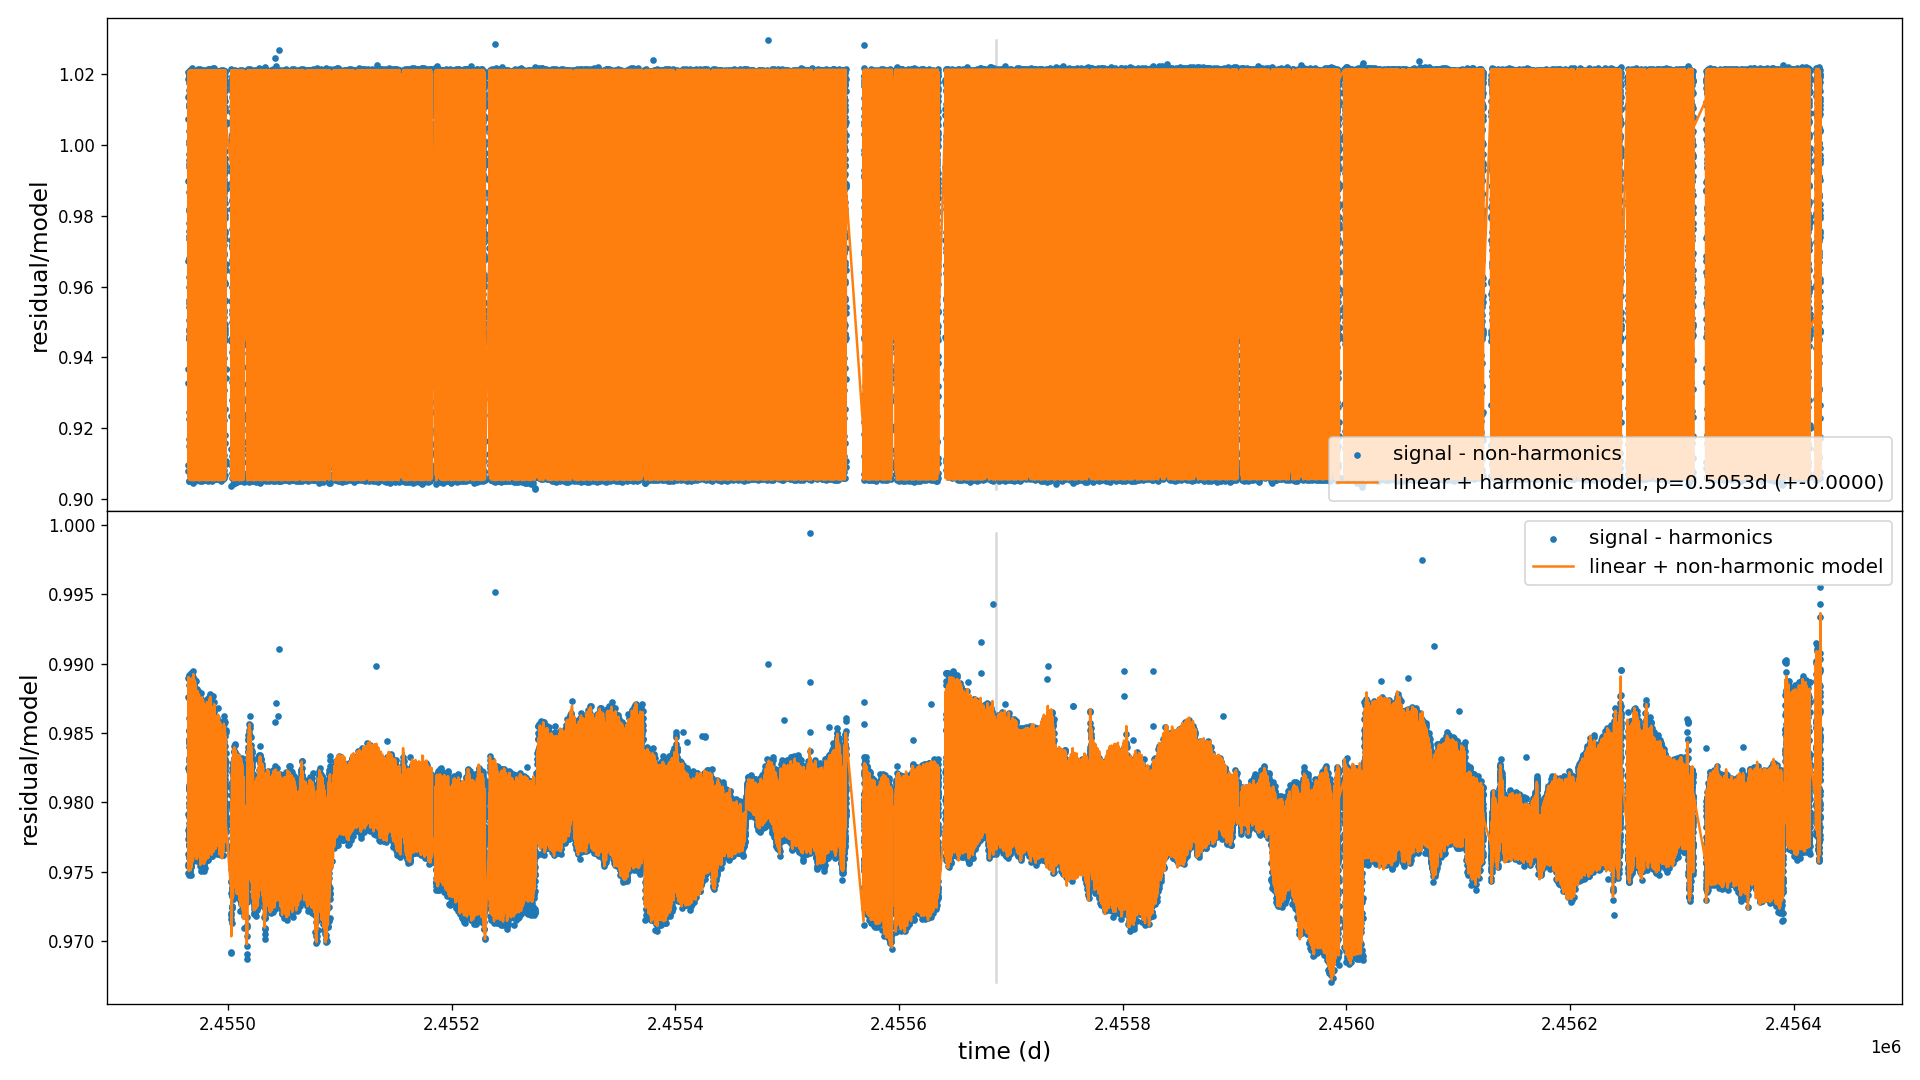 1.02
1.00
0.98
0.96
0.94
0.92
0.90
residual/model
signal - non-harmonics
linear + harmonic model, p=0.5053d (+-0.0000)
1.000
0.995
0.990
0.985
0.980
0.975
0.970
residual/model
signal - harmonics
linear + non-harmonic model
2.4550
2.4552
2.4554
2.4556
2.4558
2.4560
2.4562
2.4564
1e6
time (d)